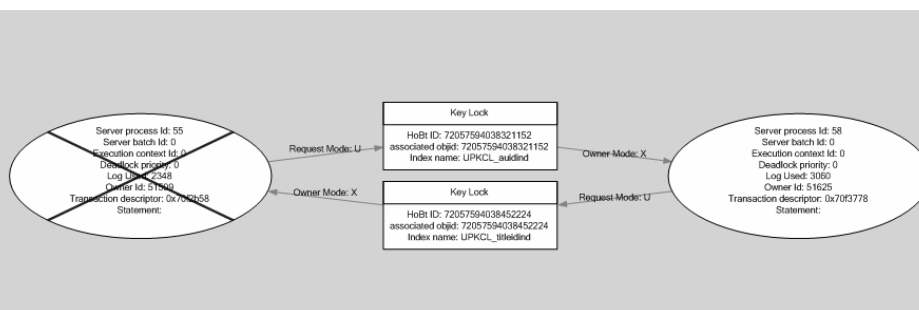 Server process Id: 55
Server batch Id: 0
Execution context Id: 0
Deadlock priority: 0
Log Used: 2348
Owner Id: 51509
Transaction descriptor: 0x70f2b58
Statement:
Request Mode: U
Owner Mode: X
Key Lock
HoBt ID: 72057594038321152
associated objid: 72057594038321152
Index name: UPKCL_auidind
Key Lock
HoBt ID: 72057594038452224
associated objid: 72057594038452224
Index name: UPKCL_titleidind
Owner Mode: X
Request Mode: U
Server process Id: 58
Server batch Id: 0
Execution context Id: 0
Deadlock priority: 0
Log Used: 3060
Owner Id: 51625
Transaction descriptor: 0x70f3778
Statement: